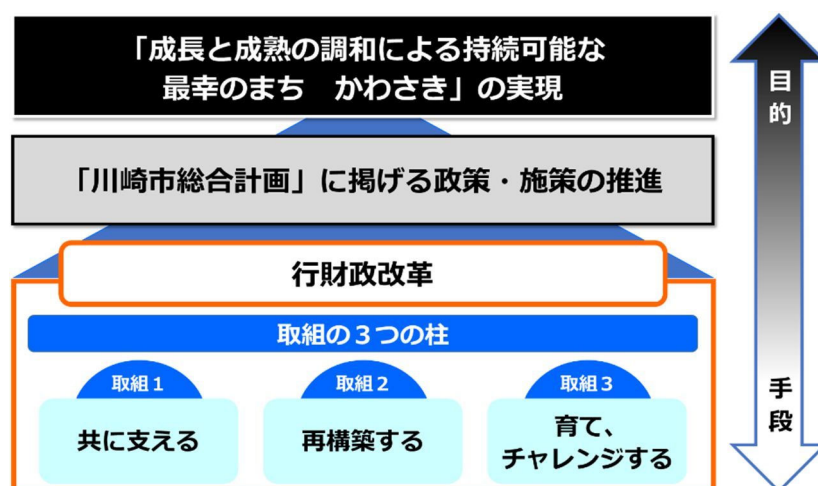 「成長と成熟の調和による持続可能な
最幸のまち　かわさき」の実現
「川崎市総合計画」に掲げる政策・施策の推進
行財政改革
取組の３つの柱
取組１
共に支える
取組２
再構築する
取組３
育て、
チャレンジする
目的
手段